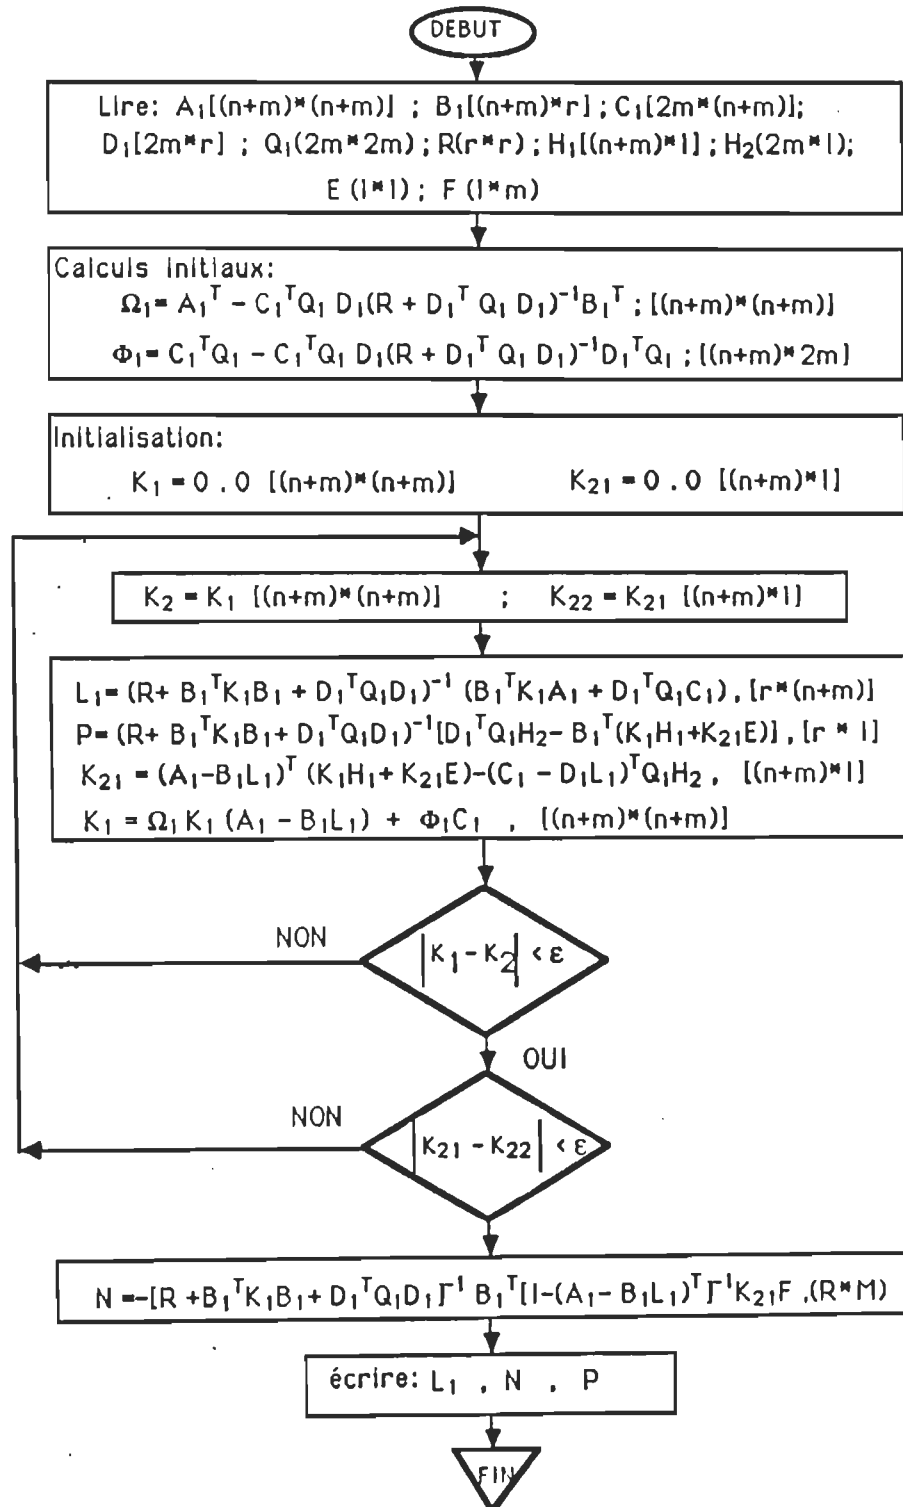 DEBUT
Lire: A₁[(n+m)*(n+m)] ; B₁[(n+m)*r] ; C₁[2m*(n+m)];
D₁[2m*r] ; Q₁(2m*2m) ; R(r*r) ; H₁[(n+m)*l] ; H₂(2m*l);
E (l*l) ; F (l*m)
Calculs initiaux:
Ω₁= A₁ᵀ - C₁ᵀQ₁ D₁(R + D₁ᵀ Q₁ D₁)⁻¹B₁ᵀ ; [(n+m)*(n+m)]
Φ₁= C₁ᵀQ₁ - C₁ᵀQ₁ D₁(R + D₁ᵀ Q₁ D₁)⁻¹D₁ᵀQ₁ ; [(n+m)*2m]
Initialisation:
K₁ = 0 . 0 [(n+m)*(n+m)] K₂₁ = 0 . 0 [(n+m)*l]
K₂ = K₁ [(n+m)*(n+m)] ; K₂₂ = K₂₁ [(n+m)*l]
L₁= (R+ B₁ᵀK₁B₁ + D₁ᵀQ₁D₁)⁻¹ (B₁ᵀK₁A₁ + D₁ᵀQ₁C₁), [r*(n+m)]
P= (R+ B₁ᵀK₁B₁+ D₁ᵀQ₁D₁)⁻¹[D₁ᵀQ₁H₂- B₁ᵀ(K₁H₁+K₂₁E)] , [r * l]
K₂₁ = (A₁-B₁L₁)ᵀ (K₁H₁+K₂₁E)-(C₁ - D₁L₁)ᵀQ₁H₂ , [(n+m)*l]
K₁ = Ω₁ K₁ (A₁ - B₁L₁) + Φ₁C₁ , [(n+m)*(n+m)]
NON
|K₁ - K₂| < ε
OUI
NON
|K₂₁ - K₂₂| < ε
N =-[R +B₁ᵀK₁B₁+ D₁ᵀQ₁D₁]⁻¹ B₁ᵀ[I-(A₁- B₁L₁)ᵀ]⁻¹K₂₁F ,(R*M)
écrire: L₁ , N , P
FIN